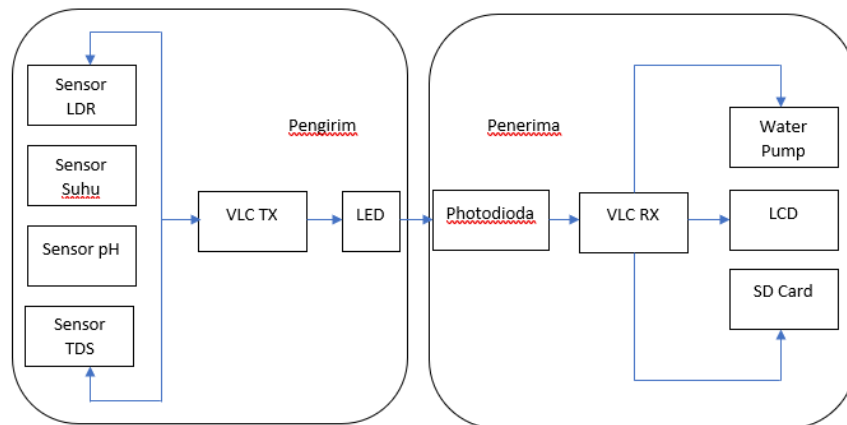 Sensor
LDR
Sensor
Suhu
Sensor pH
Sensor
TDS
Pengirim
VLC TX
LED
Penerima
Photodioda
VLC RX
Water
Pump
LCD
SD Card